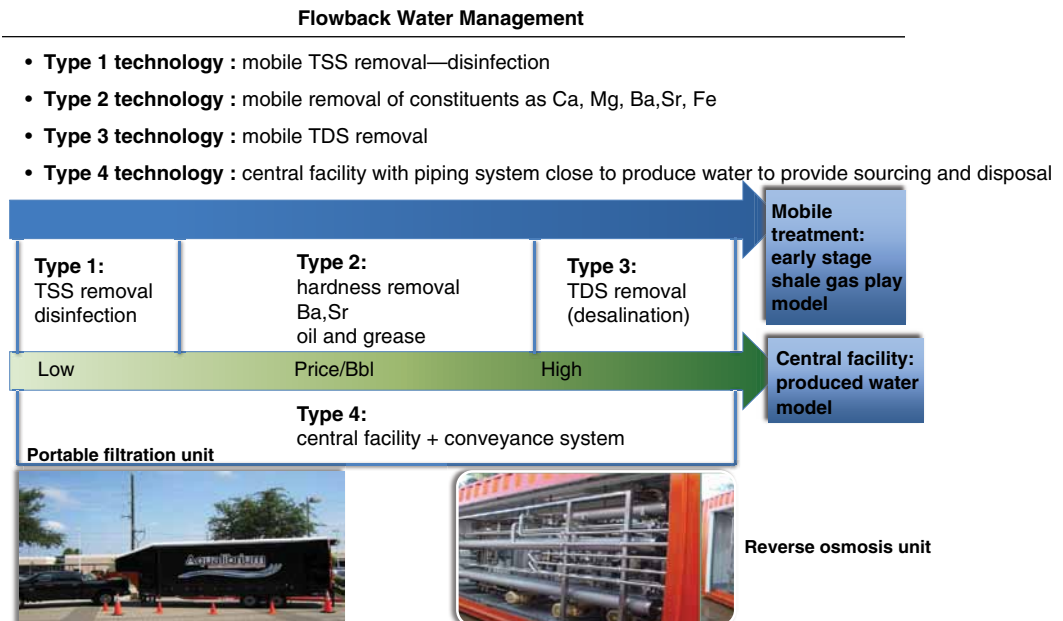 Flowback Water Management
• Type 1 technology : mobile TSS removal—disinfection
• Type 2 technology : mobile removal of constituents as Ca, Mg, Ba,Sr, Fe
• Type 3 technology : mobile TDS removal
• Type 4 technology : central facility with piping system close to produce water to provide sourcing and disposal
Mobile
treatment:
early stage
shale gas play
model
Type 1:
TSS removal
disinfection
Type 2:
hardness removal
Ba,Sr
oil and grease
Type 3:
TDS removal
(desalination)
Low
Price/Bbl
High
Central facility:
produced water
model
Type 4:
central facility + conveyance system
Portable filtration unit
Aqualibrium
Reverse osmosis unit